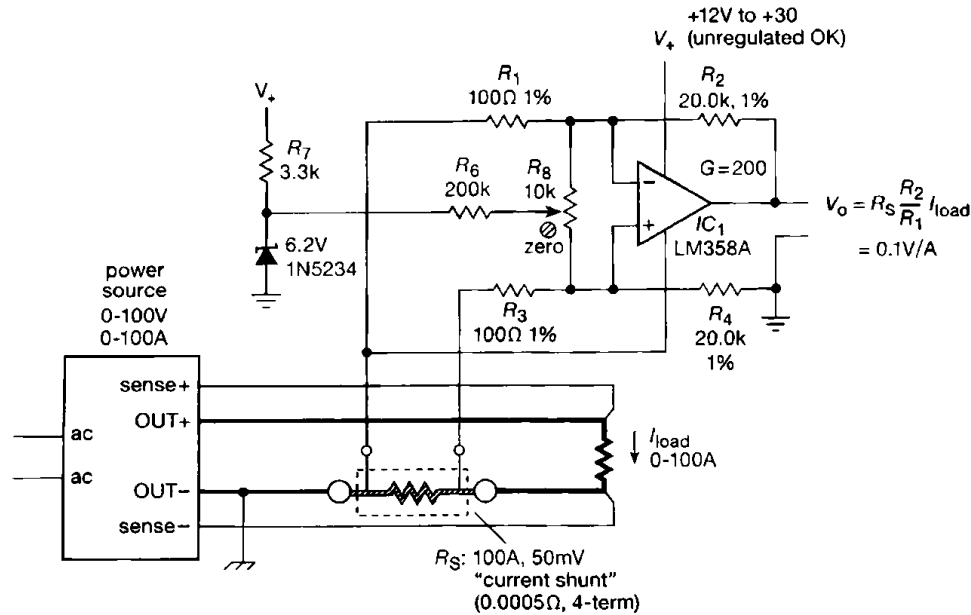 +12V to +30
V+ (unregulated OK)
R1
100Ω 1%
R2
20.0k, 1%
V+
R7
3.3k
R6
200k
R8
10k
zero
G=200
−
+
IC1
LM358A
Vo = RS R2/R1 Iload
= 0.1V/A
6.2V
1N5234
R3
100Ω 1%
R4
20.0k
1%
power
source
0-100V
0-100A
sense+
OUT+
ac
ac
OUT−
sense−
Iload
0-100A
RS: 100A, 50mV
"current shunt"
(0.0005Ω, 4-term)